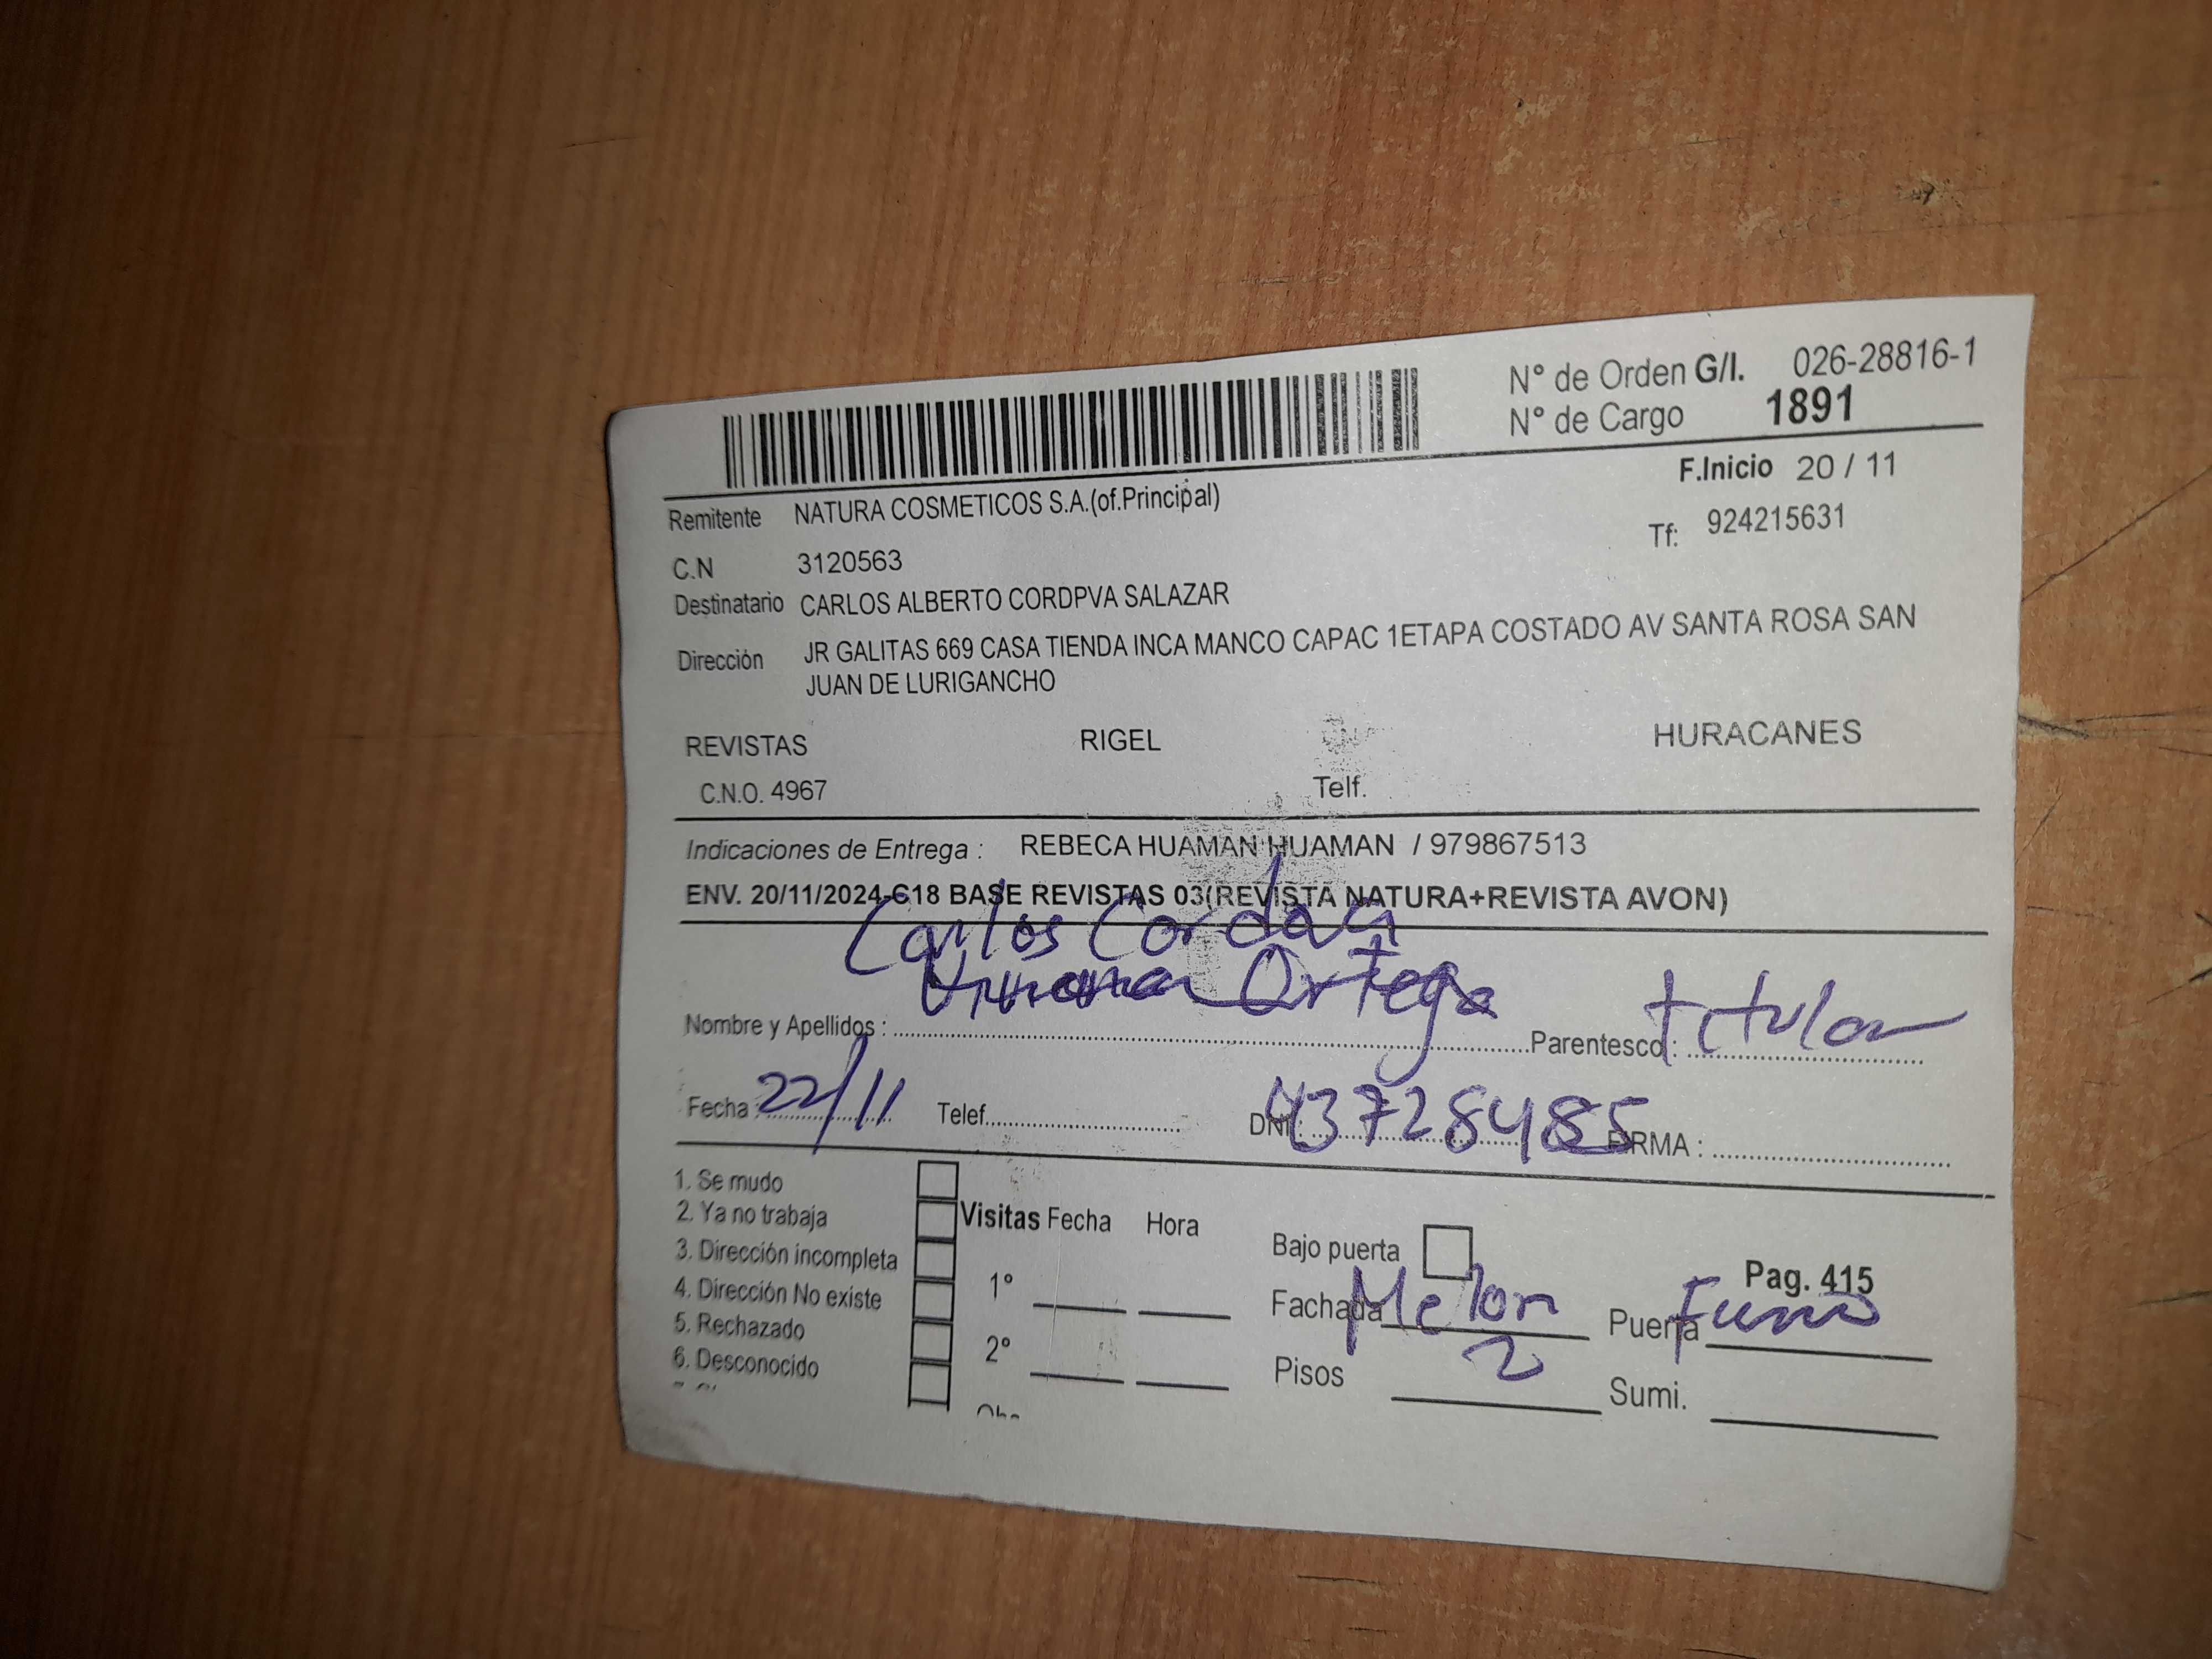 N° de Orden G/I. 026-28816-1
N° de Cargo 1891
F.Inicio 20 / 11
Remitente NATURA COSMETICOS S.A.(of.Principal)
Tf: 924215631
C.N 3120563
Destinatario CARLOS ALBERTO CORDPVA SALAZAR
Dirección JR GALITAS 669 CASA TIENDA INCA MANCO CAPAC 1ETAPA COSTADO AV SANTA ROSA SAN
JUAN DE LURIGANCHO
REVISTAS RIGEL HURACANES
C.N.O. 4967 Telf.
Indicaciones de Entrega : REBECA HUAMAN HUAMAN / 979867513
ENV. 20/11/2024-C18 BASE REVISTAS 03(REVISTA NATURA+REVISTA AVON)
Carlos
Ortega
Nombre y Apellidos : Parentesco : titular
Fecha : 22/11 Telef. DNI : FIRMA :
1. Se mudo
2. Ya no trabaja
3. Dirección incompleta
4. Dirección No existe
5. Rechazado
6. Desconocido
Visitas Fecha Hora
1°
2°
Bajo puerta
Pag. 415
Fachada Melon Puerta
Pisos 2 Sumi.